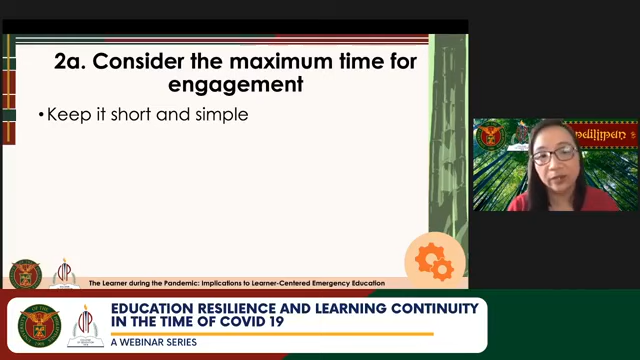 2a. Consider the maximum time for
engagement
•Keep it short and simple
The Learner during the Pandemic: Implications to Learner-Centered Emergency Education
EDUCATION RESILIENCE AND LEARNING CONTINUITY
IN THE TIME OF COVID 19
A WEBINAR SERIES